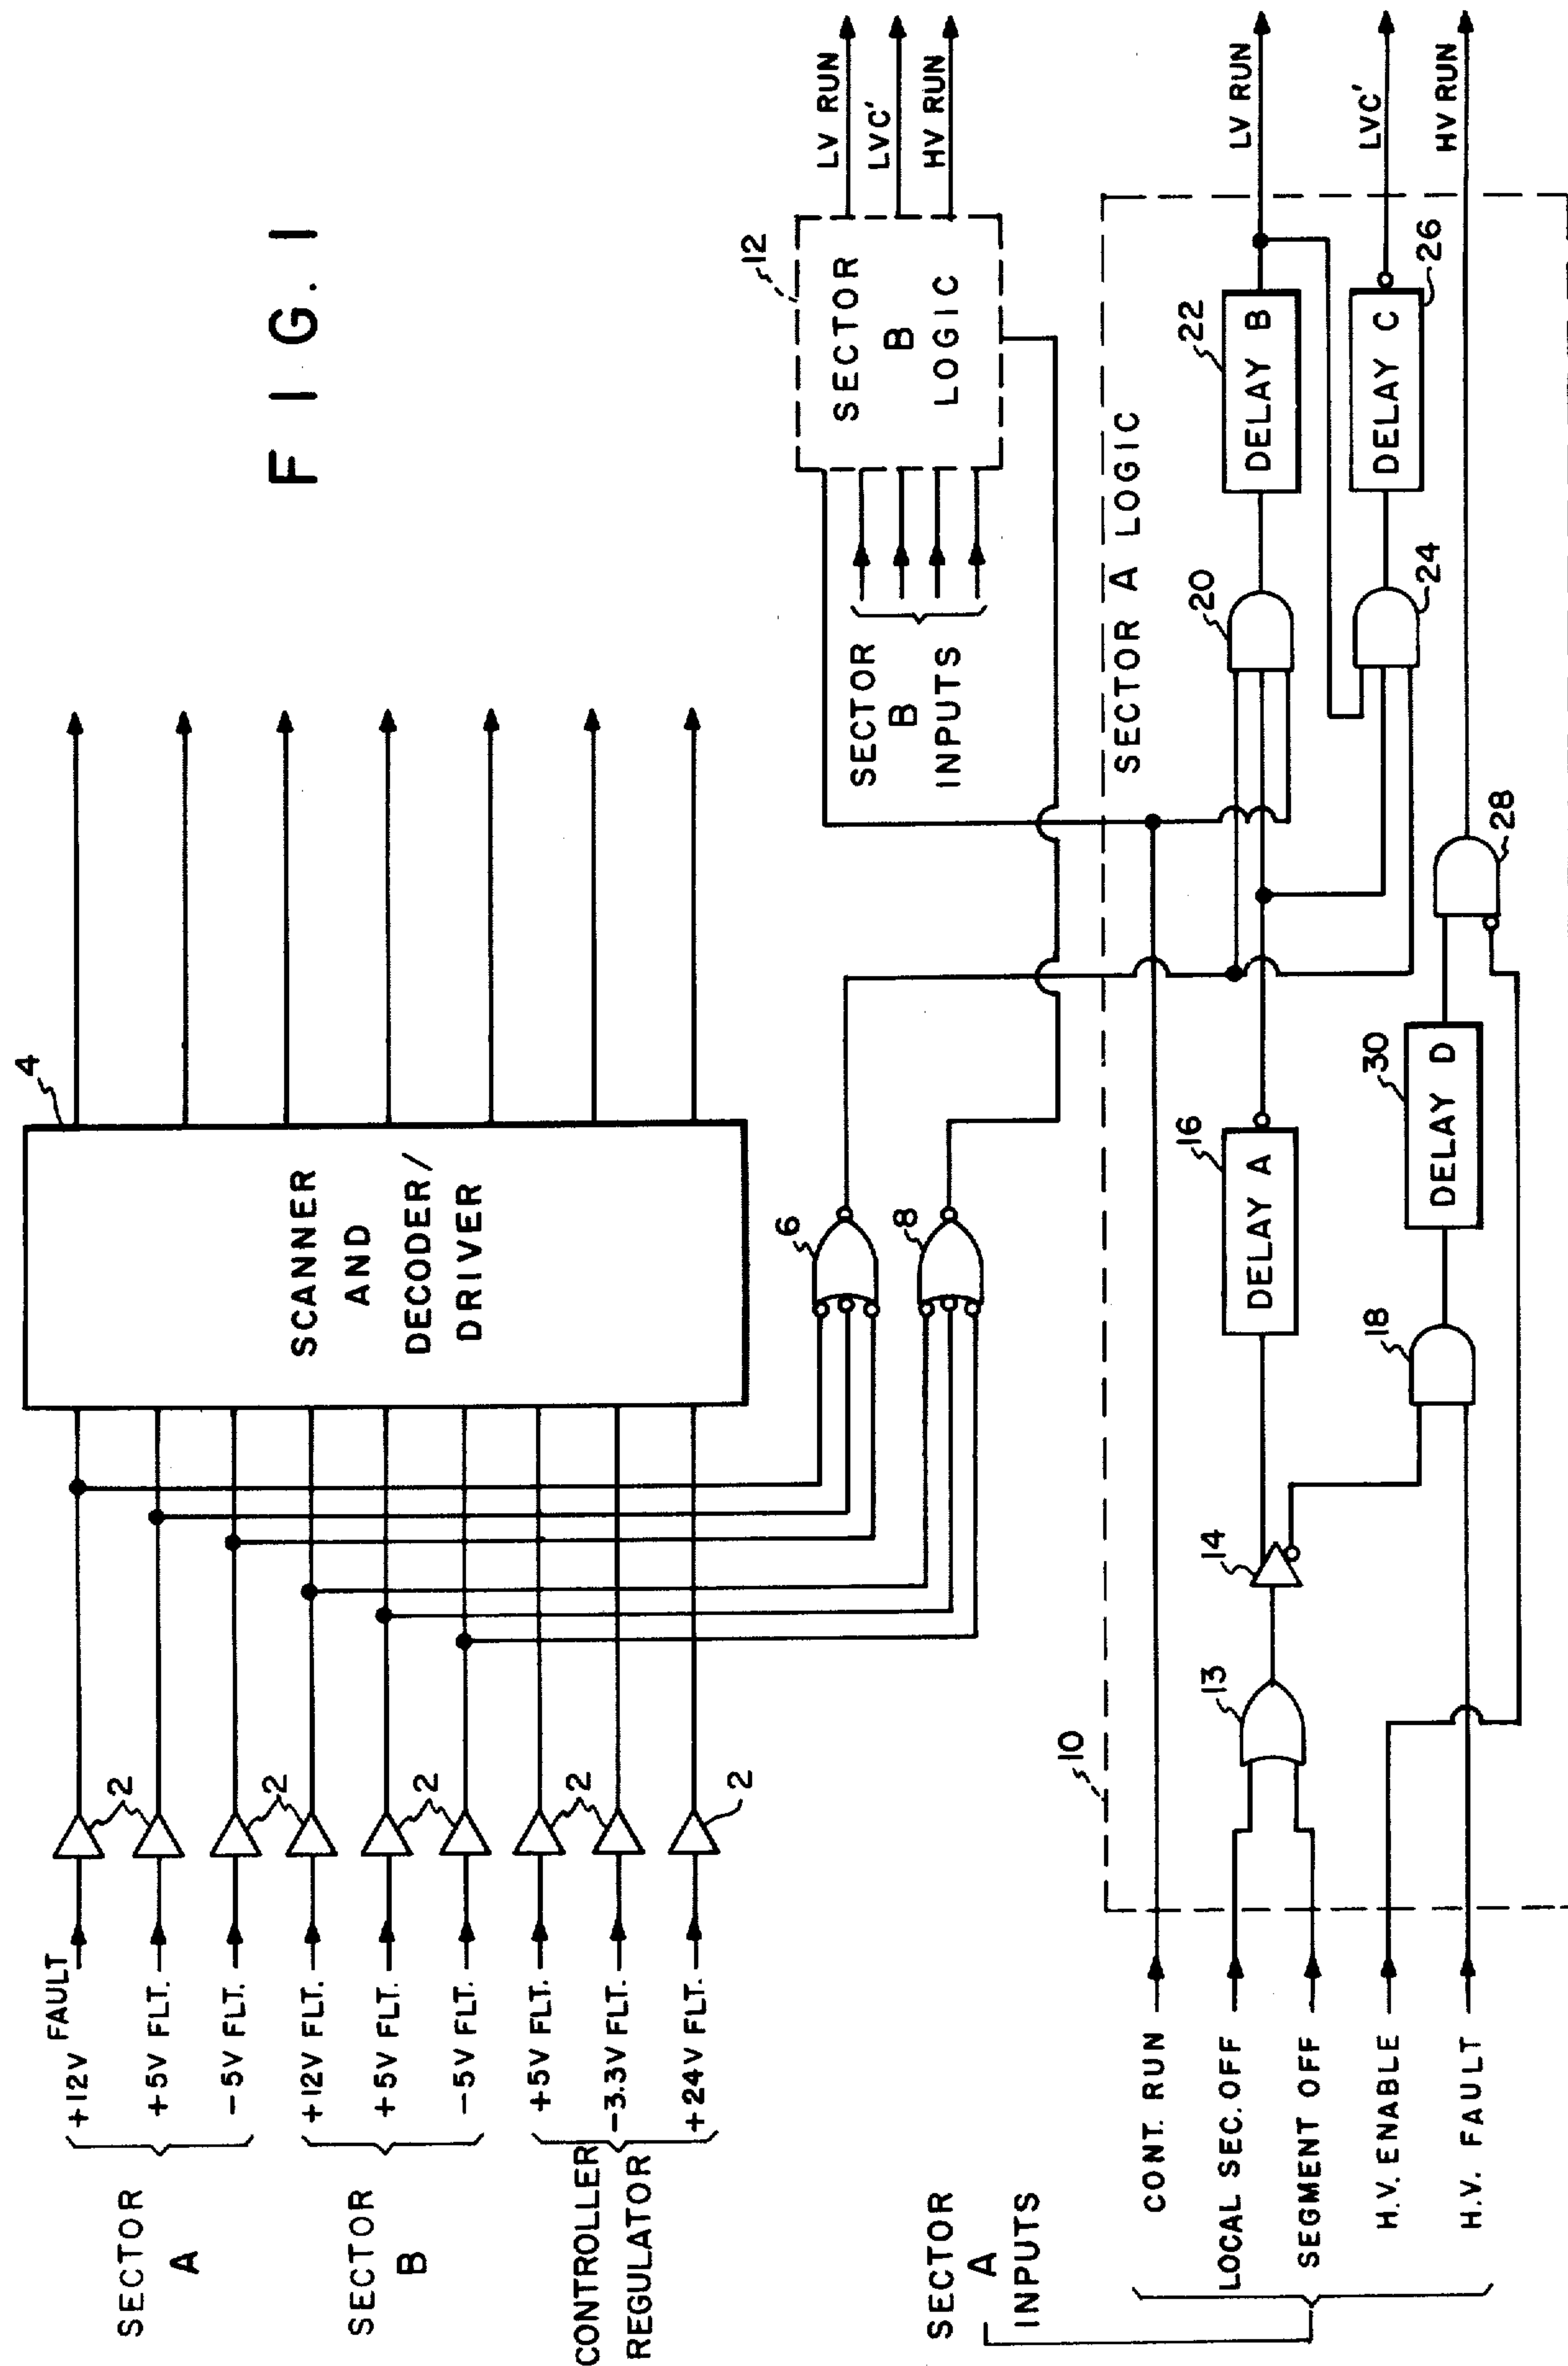 FIG. 1
SECTOR
A
+12V FAULT
+5V FLT.
-5V FLT.
SECTOR
B
+12V FLT.
+5V FLT.
-5V FLT.
CONTROLLER
REGULATOR
+5V FLT.
-3.3V FLT.
+24V FLT.
2
2
2
2
2
4
SCANNER
AND
DECODER/
DRIVER
6
8
12
SECTOR
B
LOGIC
SECTOR
B
INPUTS
LV RUN
LVC'
HV RUN
SECTOR
A
INPUTS
CONT. RUN
LOCAL SEC. OFF
SEGMENT OFF
H.V. ENABLE
H.V. FAULT
10
SECTOR A LOGIC
13
14
16
DELAY A
18
30
DELAY D
28
20
22
DELAY B
24
26
DELAY C
LV RUN
LVC'
HV RUN